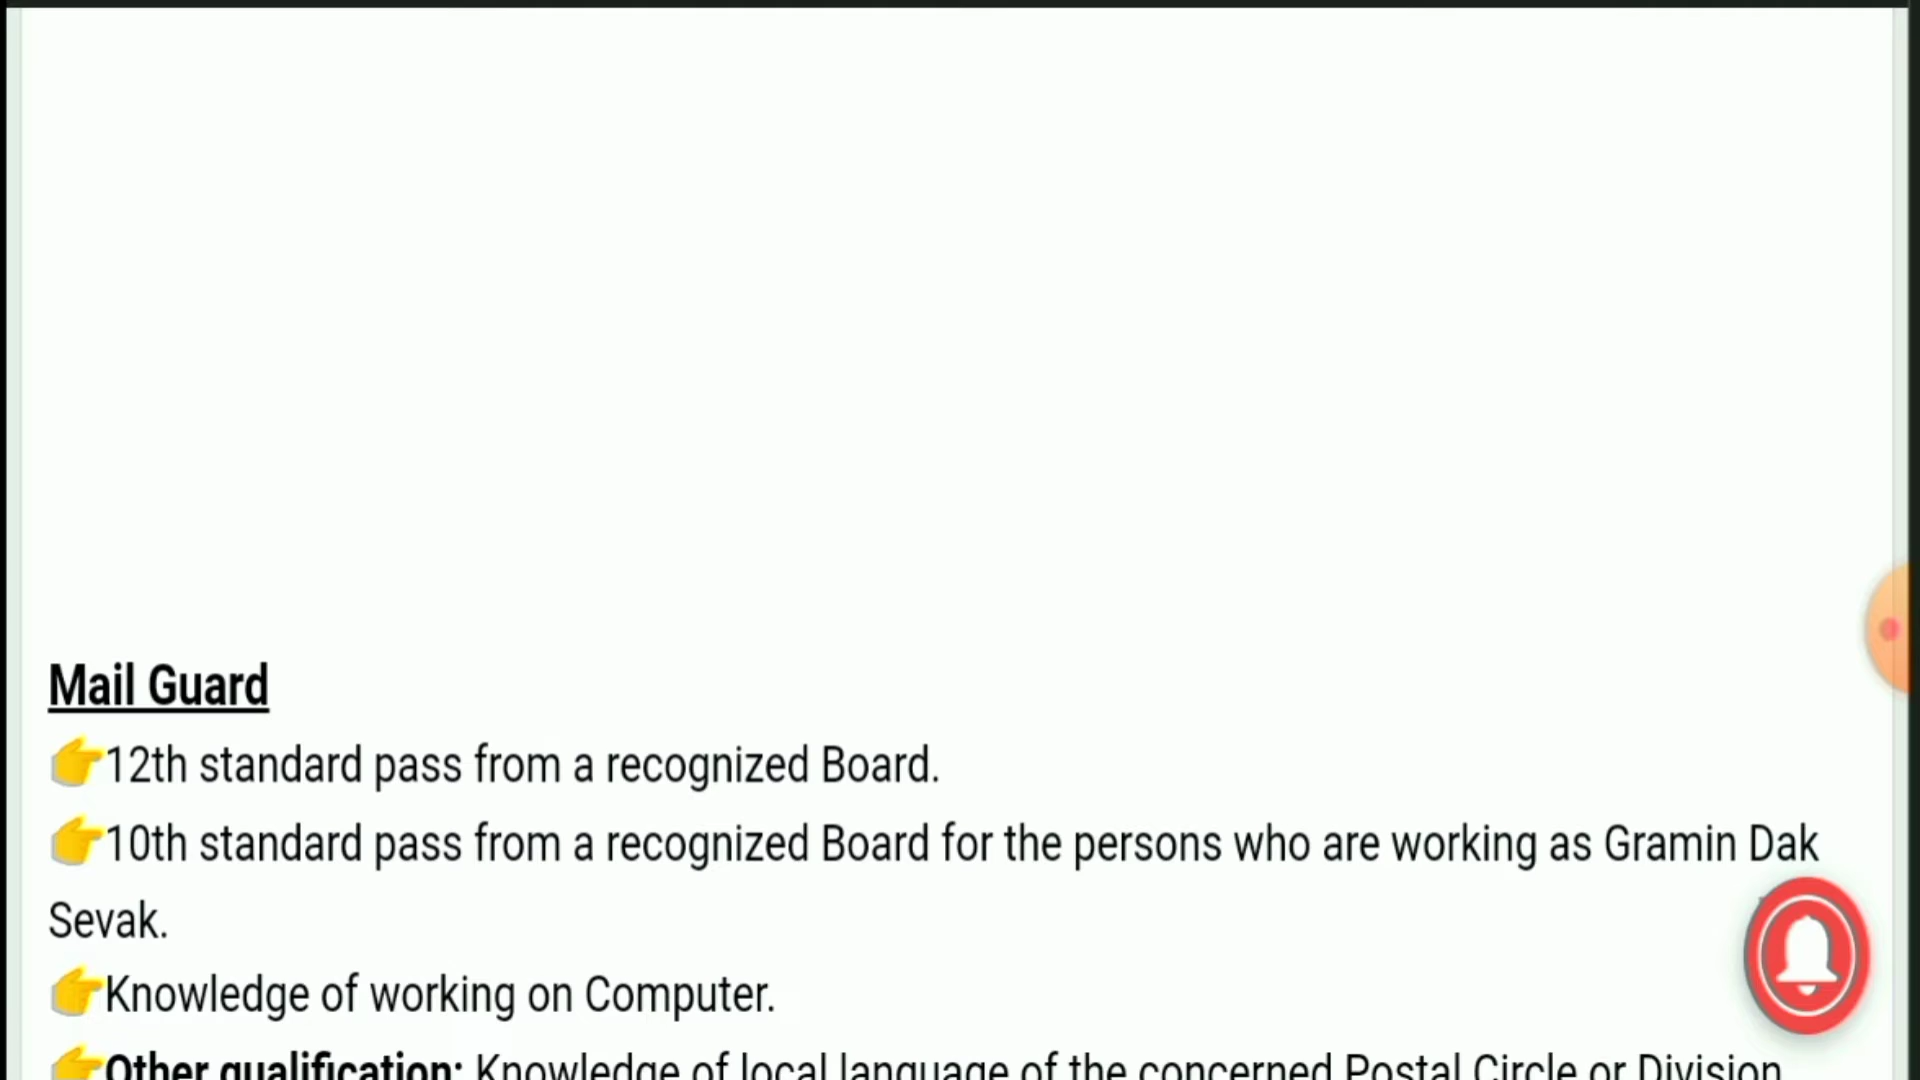 Mail Guard
👉12th standard pass from a recognized Board.
👉10th standard pass from a recognized Board for the persons who are working as Gramin Dak
Sevak.
👉Knowledge of working on Computer.
👉Other qualification: Knowledge of local language of the concerned Postal Circle or Division